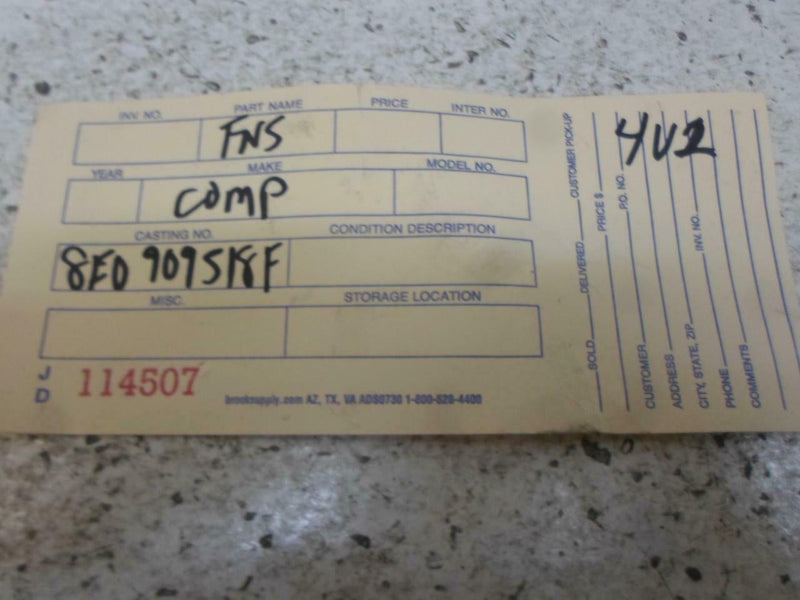 INV. NO. PART NAME PRICE INTER NO.
FNS
YEAR MAKE MODEL NO.
COMP
CASTING NO. CONDITION DESCRIPTION
8E0 909518F
MISC. STORAGE LOCATION
JD 114507
brooksupply.com AZ, TX, VA ADS0730 1-800-528-4400
SOLD DELIVERED CUSTOMER PICK-UP
PRICE $
P.O. NO.
CUSTOMER
ADDRESS
CITY, STATE, ZIP INV. NO.
PHONE
COMMENTS